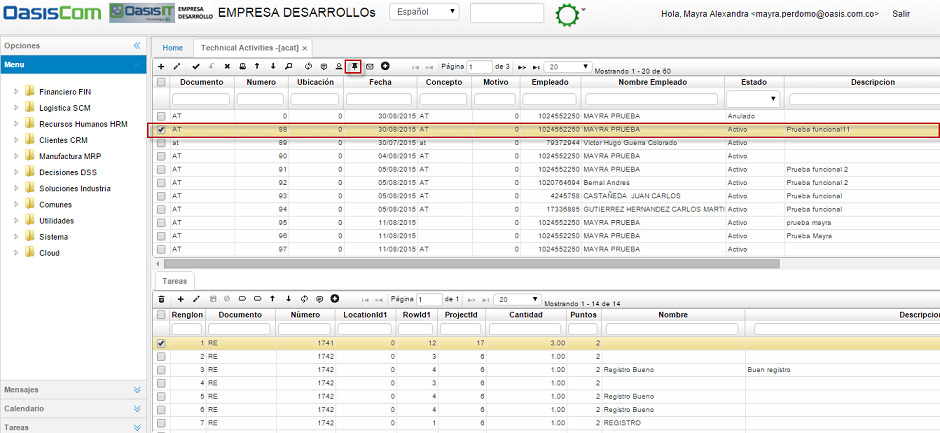 OasisCom OasisIT EMPRESA DESARROLLO EMPRESA DESARROLLOs Español Hola, Mayra Alexandra <mayra.perdomo@oasis.com.co> Salir
Opciones
Menu
Financiero FIN
Logistica SCM
Recursos Humanos HRM
Clientes CRM
Manufactura MRP
Decisiones DSS
Soluciones Industria
Comunes
Utilidades
Sistema
Cloud
Mensajes
Calendario
Tareas
Home Technical Activities -[acat] ×
Página 1 de 3 20 Mostrando 1 - 20 de 60
Documento Numero Ubicación Fecha Concepto Motivo Empleado Nombre Empleado Estado Descripcion
AT 0 0 30/08/2015 AT 0 1024552250 MAYRA PRUEBA Anulado
AT 88 0 30/08/2015 AT 0 1024552250 MAYRA PRUEBA Activo Prueba funcional11
at 89 0 30/07/2015 at 0 79372944 Victor Hugo Guerra Colorado Activo
AT 90 0 04/08/2015 AT 0 1024552250 MAYRA PRUEBA Activo
AT 91 0 05/08/2015 AT 0 1024552250 MAYRA PRUEBA Activo Prueba funcional 2
AT 92 0 05/08/2015 AT 0 1020764694 Bernal Andres Activo Prueba funcional 2
AT 93 0 05/08/2015 AT 0 4245758 CASTAÑEDA JUAN CARLOS Activo Prueba funcional
AT 94 0 05/08/2015 AT 0 17336885 GUTIERREZ HERNANDEZ CARLOS MARTI Activo Prueba funcional
AT 95 0 11/08/2015 0 1024552250 MAYRA PRUEBA Activo prueba mayra
AT 96 0 11/08/2015 AT 0 1024552250 MAYRA PRUEBA Activo Prueba Mayra
AT 97 0 11/08/2015 AT 0 1024552250 MAYRA PRUEBA Activo
Tareas
Página 1 de 1 20 Mostrando 1 - 14 de 14
Renglon Documento Número LocationId1 RowId1 ProjectId Cantidad Puntos Nombre Descripcio
1 RE 1741 0 12 17 3.00 2
2 RE 1742 0 3 6 1.00 2
3 RE 1742 0 4 6 1.00 2 Registro Bueno Buen registro
4 RE 1742 0 3 6 1.00 2
5 RE 1742 0 4 6 1.00 2 Registro Bueno
6 RE 1742 0 4 6 1.00 2 Registro Bueno
7 RE 1742 0 1 6 1.00 2 REGISTRO